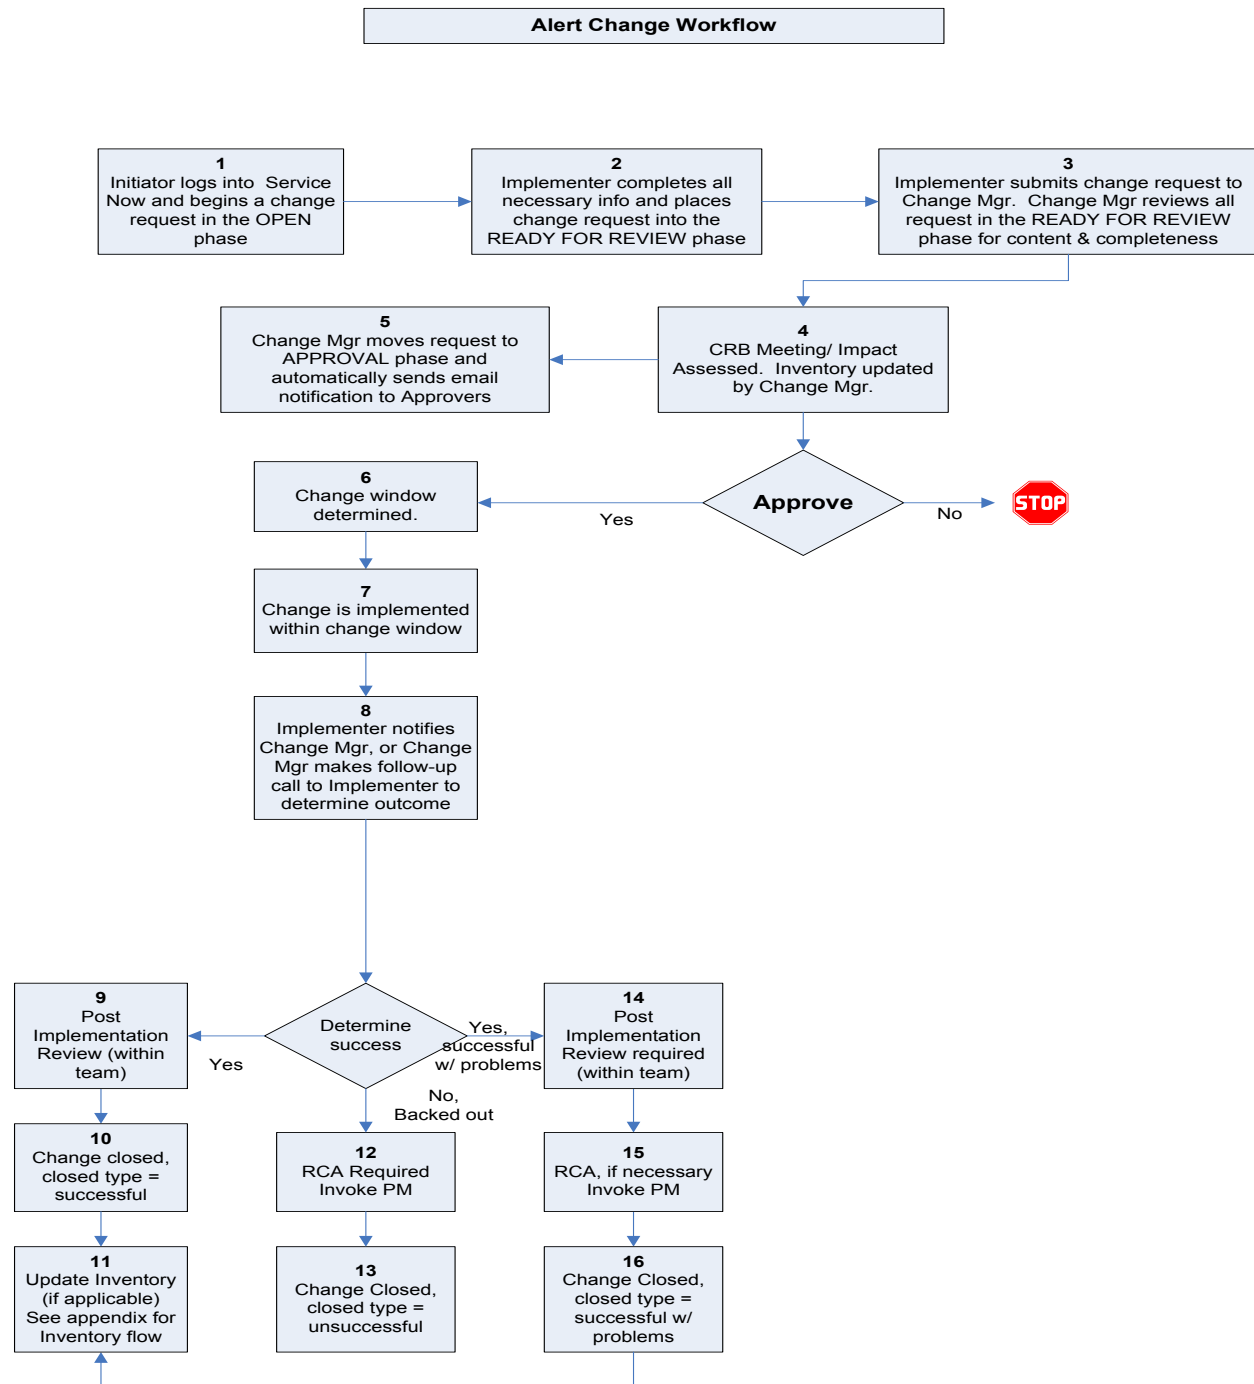 Alert Change Workflow
1
Initiator logs into  Service
Now and begins a change
request in the OPEN
phase
2
Implementer completes all
necessary info and places
change request into the
READY FOR REVIEW phase
3
Implementer submits change request to
Change Mgr.  Change Mgr reviews all
request in the READY FOR REVIEW
phase for content & completeness
4
CRB Meeting/ Impact
Assessed.  Inventory updated
by Change Mgr.
5
Change Mgr moves request to
APPROVAL phase and
automatically sends email
notification to Approvers
Approve
Yes
No
STOP
6
Change window
determined.
7
Change is implemented
within change window
8
Implementer notifies
Change Mgr, or Change
Mgr makes follow-up
call to Implementer to
determine outcome
Determine
success
Yes
Yes,
successful
w/ problems
No,
Backed out
9
Post
Implementation
Review (within
team)
10
Change closed,
closed type =
successful
11
Update Inventory
(if applicable)
See appendix for
Inventory flow
12
RCA Required
Invoke PM
13
Change Closed,
closed type =
unsuccessful
14
Post
Implementation
Review required
(within team)
15
RCA, if necessary
Invoke PM
16
Change Closed,
closed type =
successful w/
problems